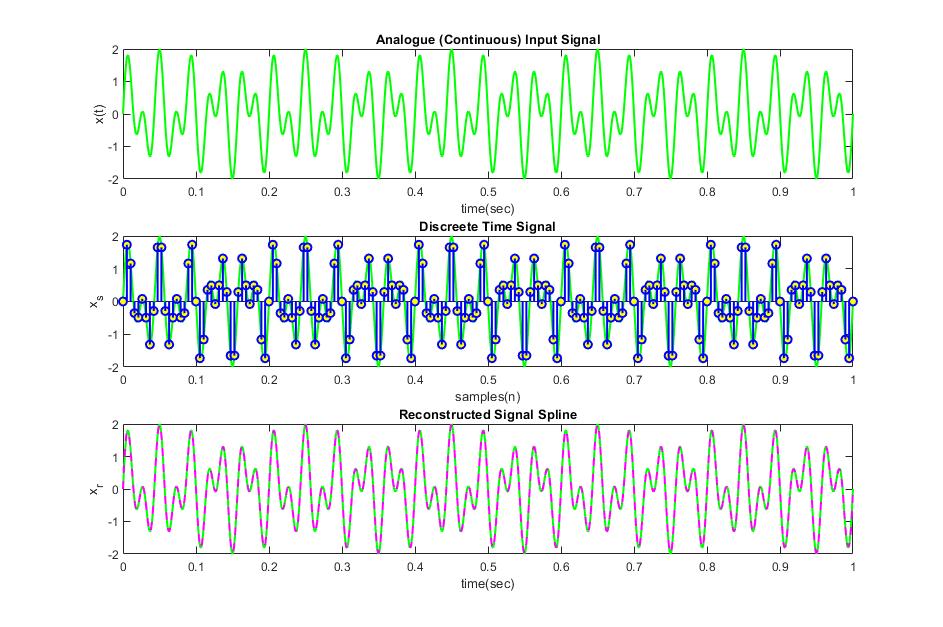 Analogue (Continuous) Input Signal
2
1
0
-1
-2
x(t)
0 0.1 0.2 0.3 0.4 0.5 0.6 0.7 0.8 0.9 1
time(sec)
Discreete Time Signal
2
1
0
-1
-2
x_s
0 0.1 0.2 0.3 0.4 0.5 0.6 0.7 0.8 0.9 1
samples(n)
Reconstructed Signal Spline
2
1
0
-1
-2
x_r
0 0.1 0.2 0.3 0.4 0.5 0.6 0.7 0.8 0.9 1
time(sec)